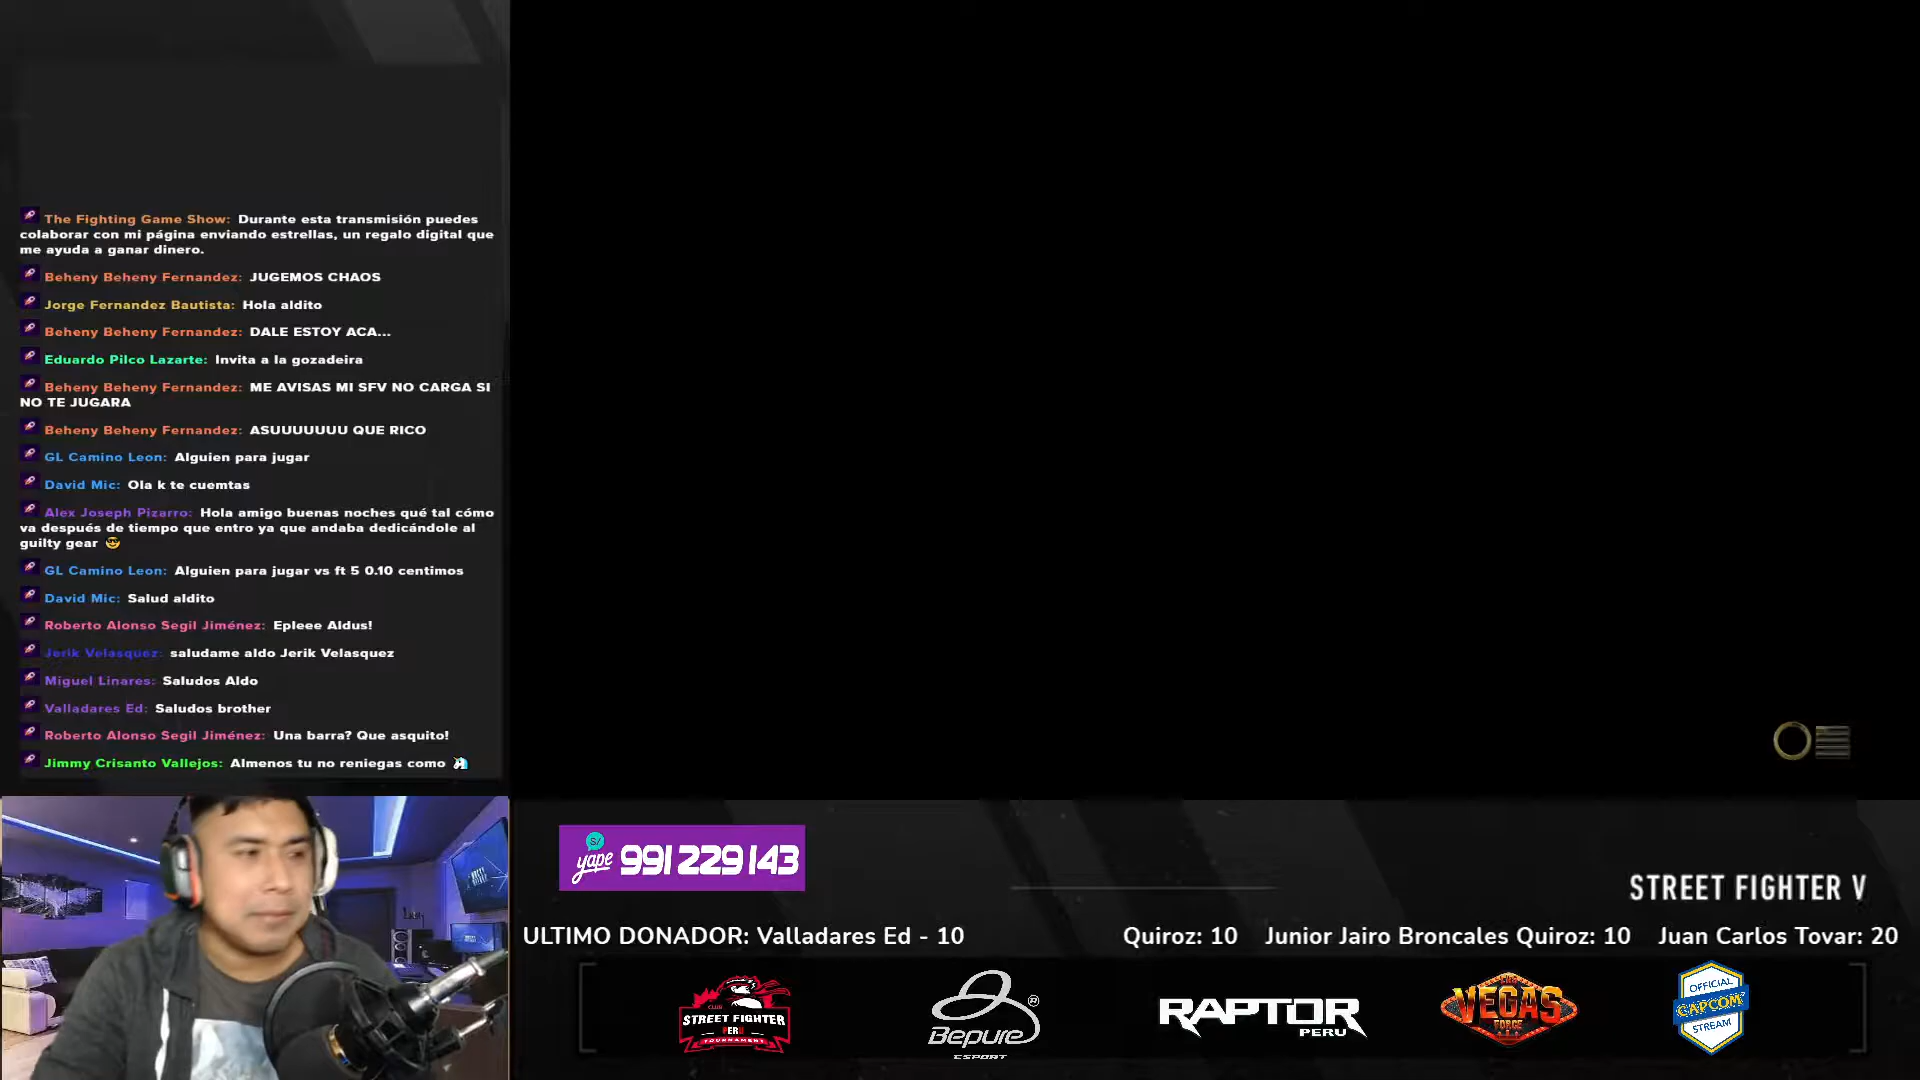 The Fighting Game Show: Durante esta transmisión puedes
colaborar con mi página enviando estrellas, un regalo digital que
me ayuda a ganar dinero.
Beheny Beheny Fernandez: JUGEMOS CHAOS
Jorge Fernandez Bautista: Hola aldito
Beheny Beheny Fernandez: DALE ESTOY ACA...
Eduardo Pilco Lazarte: Invita a la gozadeira
Beheny Beheny Fernandez: ME AVISAS MI SFV NO CARGA SI
NO TE JUGARA
Beheny Beheny Fernandez: ASUUUUUUU QUE RICO
GL Camino Leon: Alguien para jugar
David Mic: Ola k te cuemtas
Alex Joseph Pizarro: Hola amigo buenas noches qué tal cómo
va después de tiempo que entro ya que andaba dedicándole al
guilty gear 😎
GL Camino Leon: Alguien para jugar vs ft 5 0.10 centimos
David Mic: Salud aldito
Roberto Alonso Segil Jiménez: Epleee Aldus!
Jerik Velasquez: saludame aldo Jerik Velasquez
Miguel Linares: Saludos Aldo
Valladares Ed: Saludos brother
Roberto Alonso Segil Jiménez: Una barra? Que asquito!
Jimmy Crisanto Vallejos: Almenos tu no reniegas como 🦄
S/
yape 991 229 143
STREET FIGHTER V
ULTIMO DONADOR: Valladares Ed - 10
Quiroz: 10 Junior Jairo Broncales Quiroz: 10 Juan Carlos Tovar: 20
CLUB
STREET FIGHTER
PERU
TOURNAMENT
Bepure ®
ESPORT
RAPTOR
PERU
VEGAS
FORCE
OFFICIAL
CAPCOM
STREAM